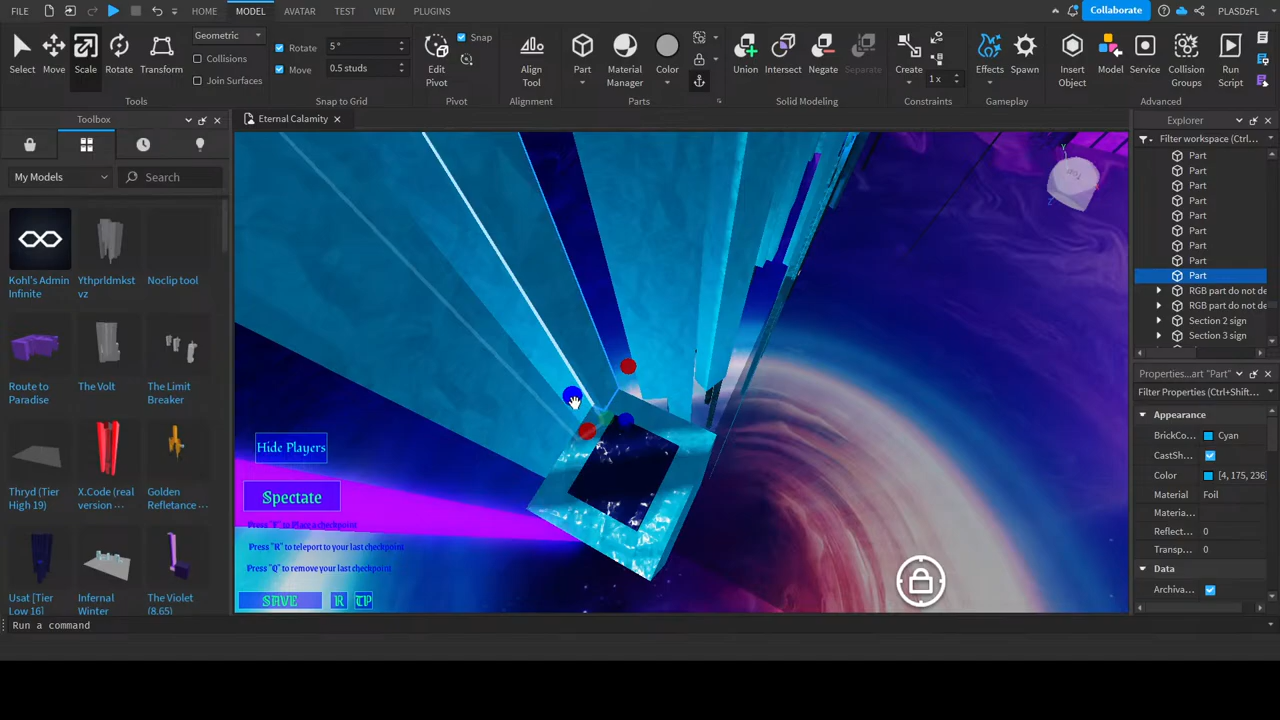 FILE
HOME
MODEL
AVATAR
TEST
VIEW
PLUGINS
Collaborate
PLASDzFL
Select
Move
Scale
Rotate
Transform
Geometric
Collisions
Join Surfaces
Tools
Rotate
5 °
Move
0.5 studs
Snap to Grid
Edit
Pivot
Snap
Pivot
Align
Tool
Alignment
Part
Material
Manager
Color
Parts
Union
Intersect
Negate
Separate
Solid Modeling
Create
1 x
Constraints
Effects
Spawn
Gameplay
Insert
Object
Model
Service
Collision
Groups
Run
Script
Advanced
Toolbox
My Models
Search
Kohl's Admin
Infinite
Ythprldmkst
vz
Noclip tool
Route to
Paradise
The Volt
The Limit
Breaker
Thryd (Tier
High 19)
X.Code (real
version ···
Golden
Refletance ···
Usat [Tier
Low 16]
Infernal
Winter
The Violet
(8.65)
Eternal Calamity
Hide Players
Spectate
Press "R" to teleport to your last checkpoint
Press "Q" to remove your last checkpoint
SAVE
R
TP
Explorer
Filter workspace (Ctrl...
Part
Part
Part
Part
Part
Part
Part
Part
Part
RGB part do not de
RGB part do not de
Section 2 sign
Section 3 sign
Properties...art "Part"
Filter Properties (Ctrl+Shift...
Appearance
BrickCo...
Cyan
CastSh...
Color
[4, 175, 236]
Material
Foil
Materia...
Reflect...
0
Transp...
0
Data
Archiva...
Run a command